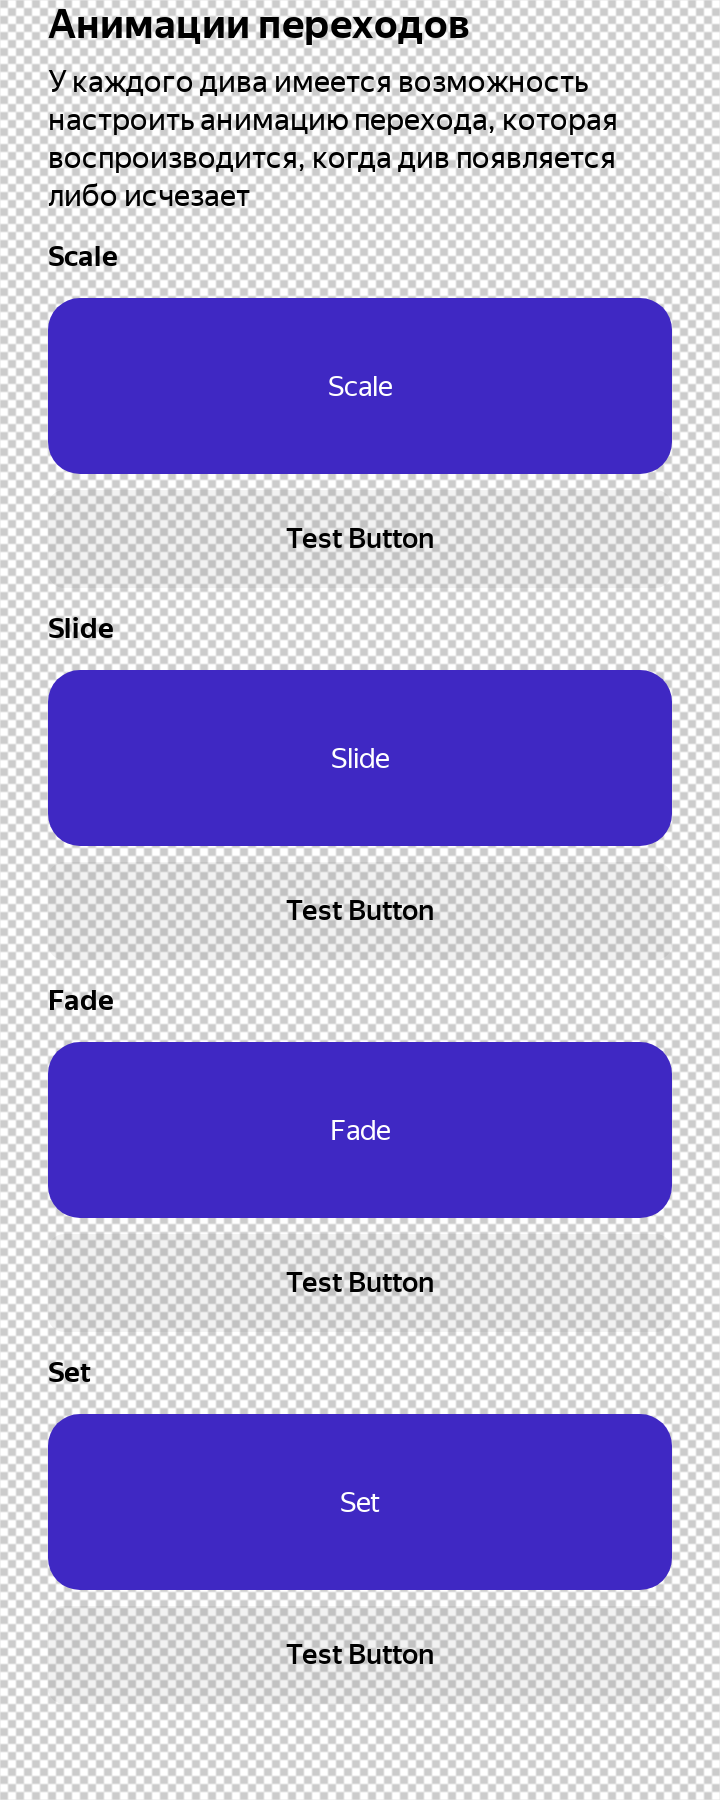 Анимации переходов
У каждого дива имеется возможность
настроить анимацию перехода, которая
воспроизводится, когда див появляется
либо исчезает
Scale
Scale
Test Button
Slide
Slide
Test Button
Fade
Fade
Test Button
Set
Set
Test Button